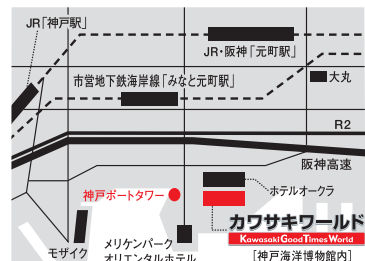 JR「神戸駅」
JR・阪神「元町駅」
市営地下鉄海岸線「みなと元町駅」
大丸
R2
阪神高速
神戸ポートタワー
ホテルオークラ
カワサキワールド
Kawasaki Good Times World
[神戸海洋博物館内]
モザイク
メリケンパーク
オリエンタルホテル